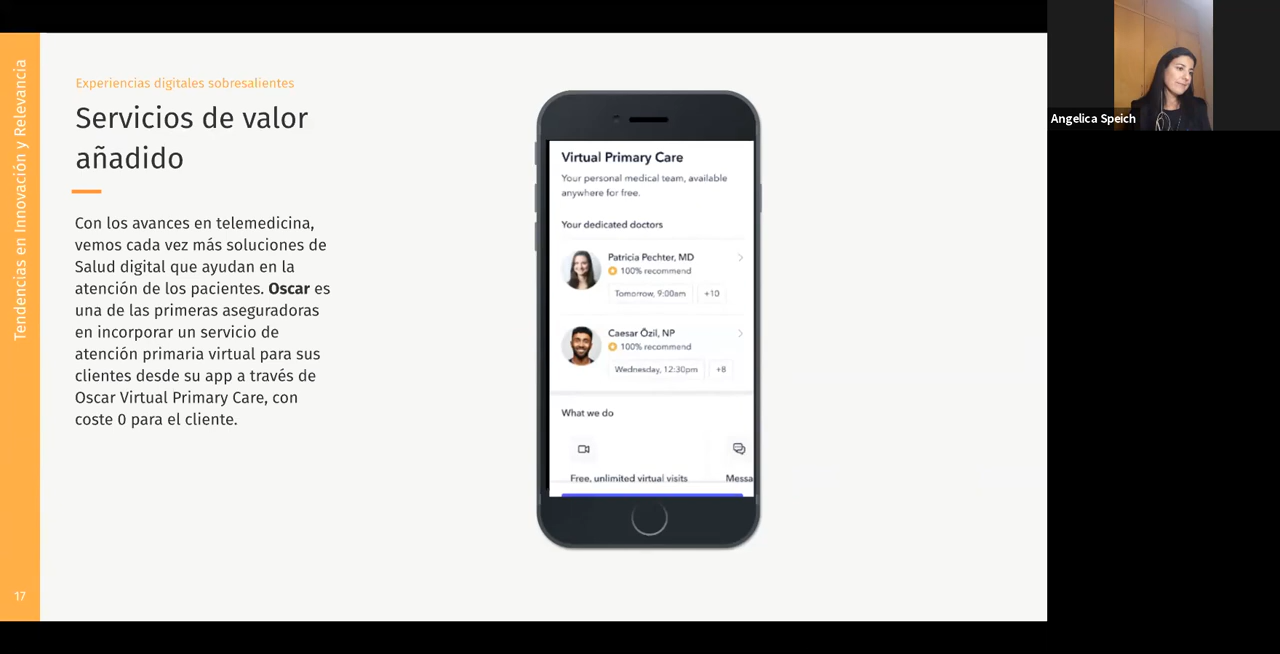 Tendencias en Innovación y Relevancia
17
Experiencias digitales sobresalientes
Servicios de valor
añadido
Con los avances en telemedicina,
vemos cada vez más soluciones de
Salud digital que ayudan en la
atención de los pacientes. Oscar es
una de las primeras aseguradoras
en incorporar un servicio de
atención primaria virtual para sus
clientes desde su app a través de
Oscar Virtual Primary Care, con
coste 0 para el cliente.
Virtual Primary Care
Your personal medical team, available
anywhere for free.
Your dedicated doctors
Patricia Pechter, MD
100% recommend
Tomorrow, 9:00am +10
Caesar Özil, NP
100% recommend
Wednesday, 12:30pm +8
What we do
Free, unlimited virtual visits Messa
Angelica Speich